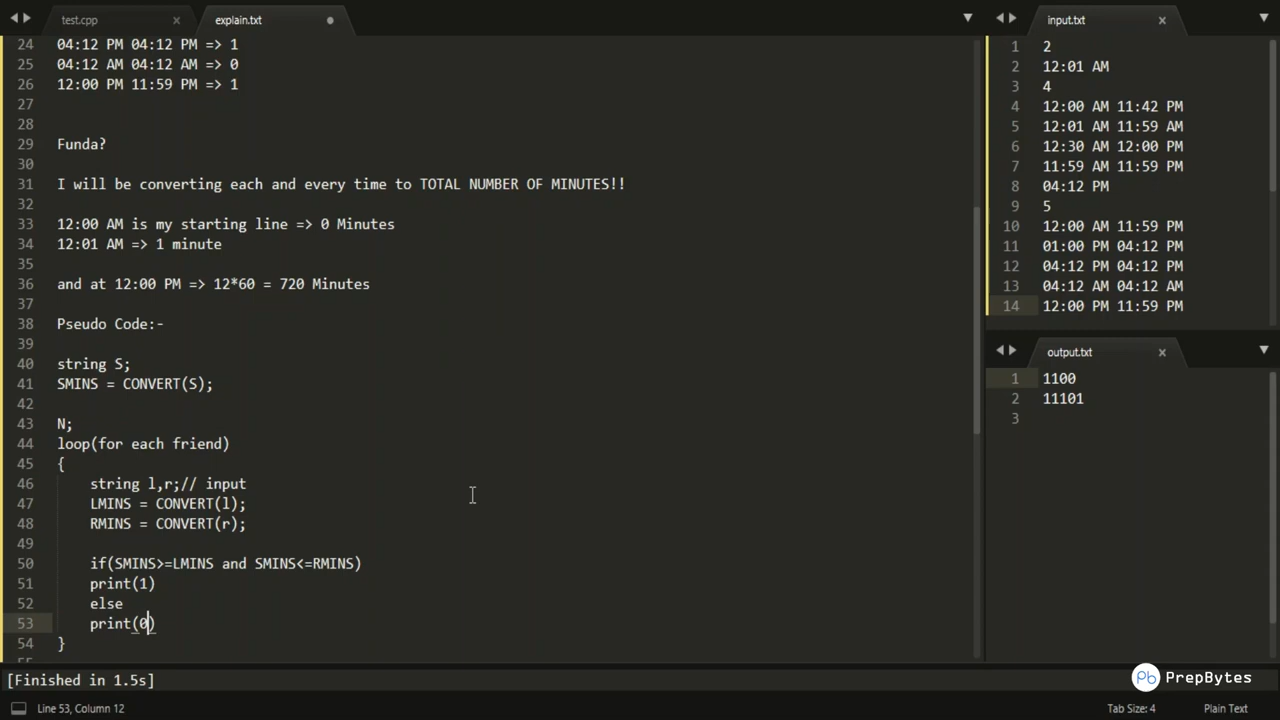 test.cpp
explain.txt
24 04:12 PM 04:12 PM => 1
25 04:12 AM 04:12 AM => 0
26 12:00 PM 11:59 PM => 1
27
28
29 Funda?
30
31 I will be converting each and every time to TOTAL NUMBER OF MINUTES!!
32
33 12:00 AM is my starting line => 0 Minutes
34 12:01 AM => 1 minute
35
36 and at 12:00 PM => 12*60 = 720 Minutes
37
38 Pseudo Code:-
39
40 string S;
41 SMINS = CONVERT(S);
42
43 N;
44 loop(for each friend)
45 {
46 string l,r;// input
47 LMINS = CONVERT(l);
48 RMINS = CONVERT(r);
49
50 if(SMINS>=LMINS and SMINS<=RMINS)
51 print(1)
52 else
53 print(0)
54 }
55
input.txt
1 2
2 12:01 AM
3 4
4 12:00 AM 11:42 PM
5 12:01 AM 11:59 AM
6 12:30 AM 12:00 PM
7 11:59 AM 11:59 PM
8 04:12 PM
9 5
10 12:00 AM 11:59 PM
11 01:00 PM 04:12 PM
12 04:12 PM 04:12 PM
13 04:12 AM 04:12 AM
14 12:00 PM 11:59 PM
output.txt
1 1100
2 11101
3
[Finished in 1.5s]
Pb PrepBytes
Line 53, Column 12
Tab Size: 4
Plain Text